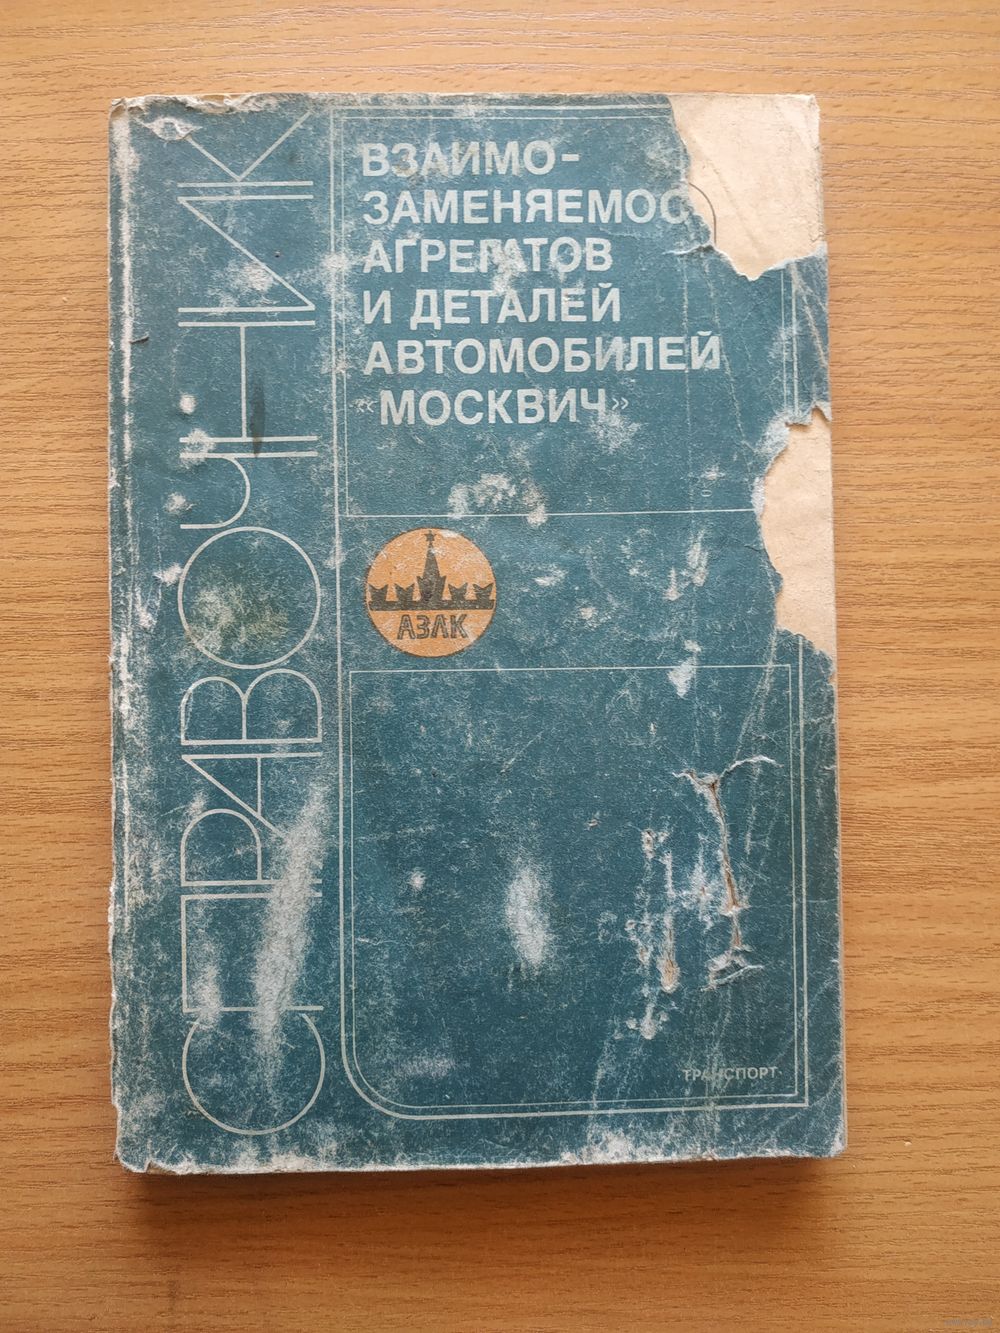 СПРАВОЧНИК
ВЗАИМО-
ЗАМЕНЯЕМОС
АГРЕГАТОВ
И ДЕТАЛЕЙ
АВТОМОБИЛЕЙ
«МОСКВИЧ»
АЗЛК
ТРАНСПОРТ